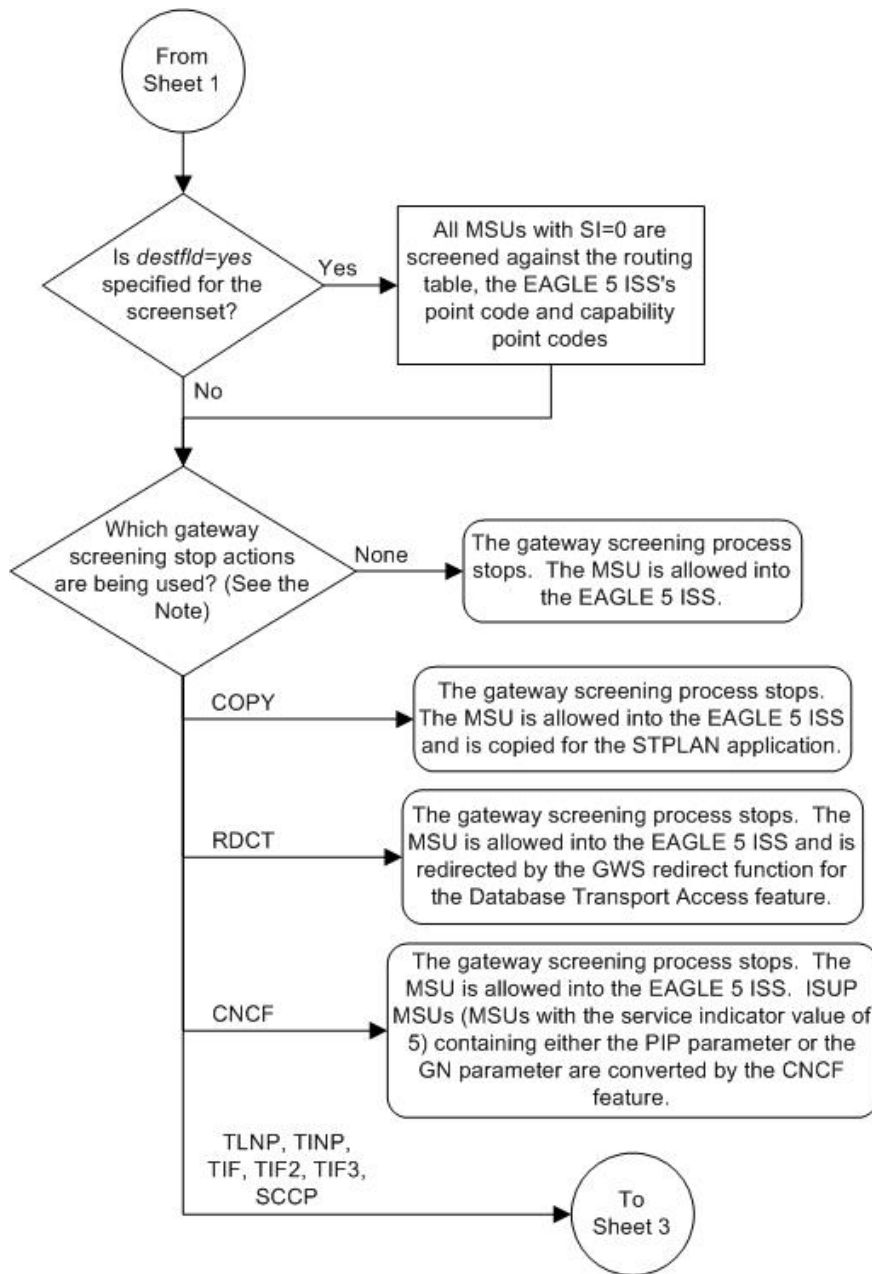 From
Sheet 1
Is destfld=yes
specified for the
screenset?
Yes
All MSUs with SI=0 are
screened against the routing
table, the EAGLE 5 ISS's
point code and capability
point codes
No
Which gateway
screening stop actions
are being used? (See the
Note)
None
The gateway screening process
stops. The MSU is allowed into
the EAGLE 5 ISS.
COPY
The gateway screening process stops.
The MSU is allowed into the EAGLE 5 ISS
and is copied for the STPLAN application.
RDCT
The gateway screening process stops. The
MSU is allowed into the EAGLE 5 ISS and is
redirected by the GWS redirect function for
the Database Transport Access feature.
CNCF
The gateway screening process stops. The
MSU is allowed into the EAGLE 5 ISS. ISUP
MSUs (MSUs with the service indicator value of
5) containing either the PIP parameter or the
GN parameter are converted by the CNCF
feature.
TLNP, TINP,
TIF, TIF2, TIF3,
SCCP
To
Sheet 3